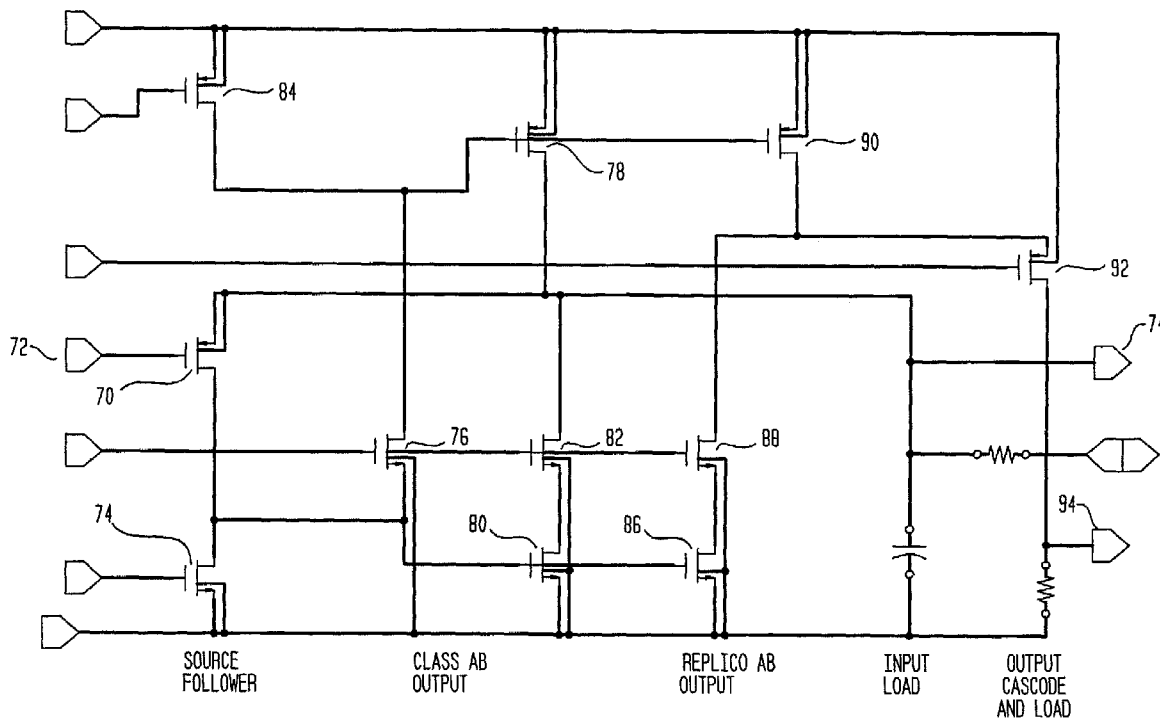 84
78
90
92
72
70
74
76
82
88
74
80
86
94
SOURCE
FOLLOWER
CLASS AB
OUTPUT
REPLICO AB
OUTPUT
INPUT
LOAD
OUTPUT
CASCODE
AND LOAD